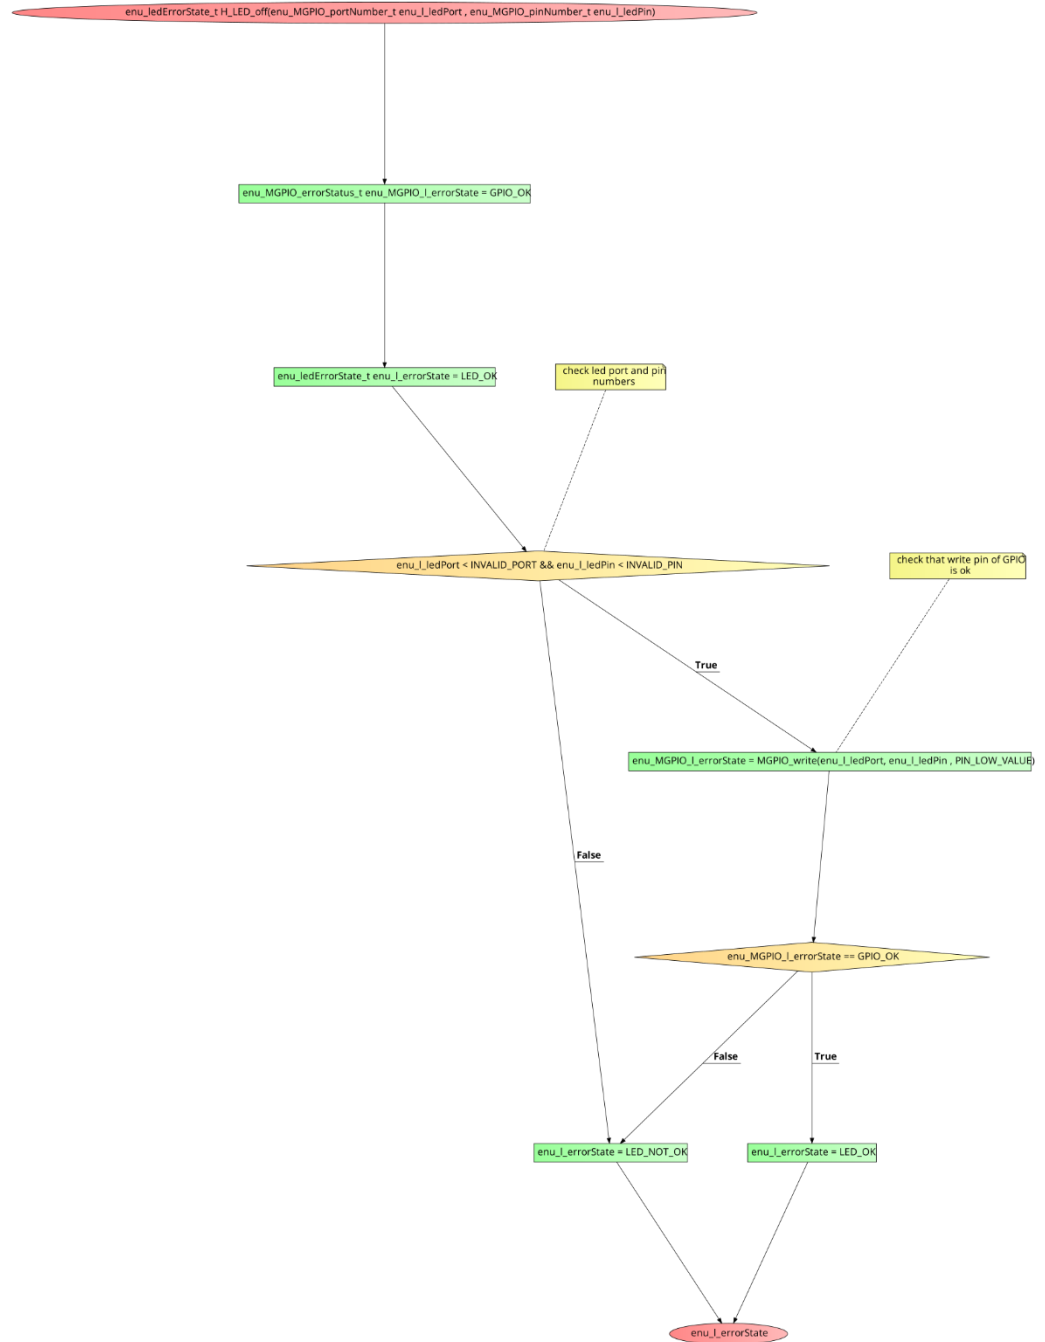 enu_ledErrorState_t H_LED_off(enu_MGPIO_portNumber_t enu_l_ledPort , enu_MGPIO_pinNumber_t enu_l_ledPin)
enu_MGPIO_errorStatus_t enu_MGPIO_l_errorState = GPIO_OK
enu_ledErrorState_t enu_l_errorState = LED_OK
check led port and pin
numbers
enu_l_ledPort < INVALID_PORT && enu_l_ledPin < INVALID_PIN
check that write pin of GPIO
is ok
True
enu_MGPIO_l_errorState = MGPIO_write(enu_l_ledPort, enu_l_ledPin , PIN_LOW_VALUE)
False
enu_MGPIO_l_errorState == GPIO_OK
False
True
enu_l_errorState = LED_NOT_OK
enu_l_errorState = LED_OK
enu_l_errorState